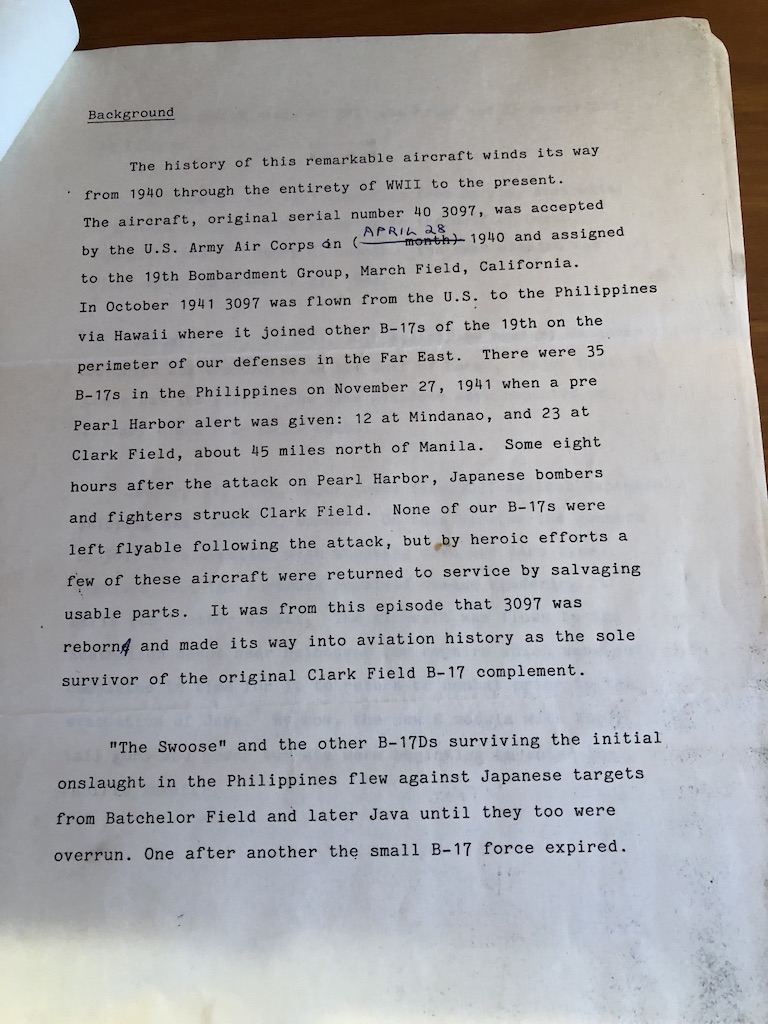 Background
The history of this remarkable aircraft winds its way
from 1940 through the entirety of WWII to the present.
The aircraft, original serial number 40 3097, was accepted
APRIL 28
by the U.S. Army Air Corps on (month) 1940 and assigned
to the 19th Bombardment Group, March Field, California.
In October 1941 3097 was flown from the U.S. to the Philippines
via Hawaii where it joined other B-17s of the 19th on the
perimeter of our defenses in the Far East. There were 35
B-17s in the Philippines on November 27, 1941 when a pre
Pearl Harbor alert was given: 12 at Mindanao, and 23 at
Clark Field, about 45 miles north of Manila. Some eight
hours after the attack on Pearl Harbor, Japanese bombers
and fighters struck Clark Field. None of our B-17s were
left flyable following the attack, but by heroic efforts a
few of these aircraft were returned to service by salvaging
usable parts. It was from this episode that 3097 was
reborn and made its way into aviation history as the sole
survivor of the original Clark Field B-17 complement.
"The Swoose" and the other B-17Ds surviving the initial
onslaught in the Philippines flew against Japanese targets
from Batchelor Field and later Java until they too were
overrun. One after another the small B-17 force expired.